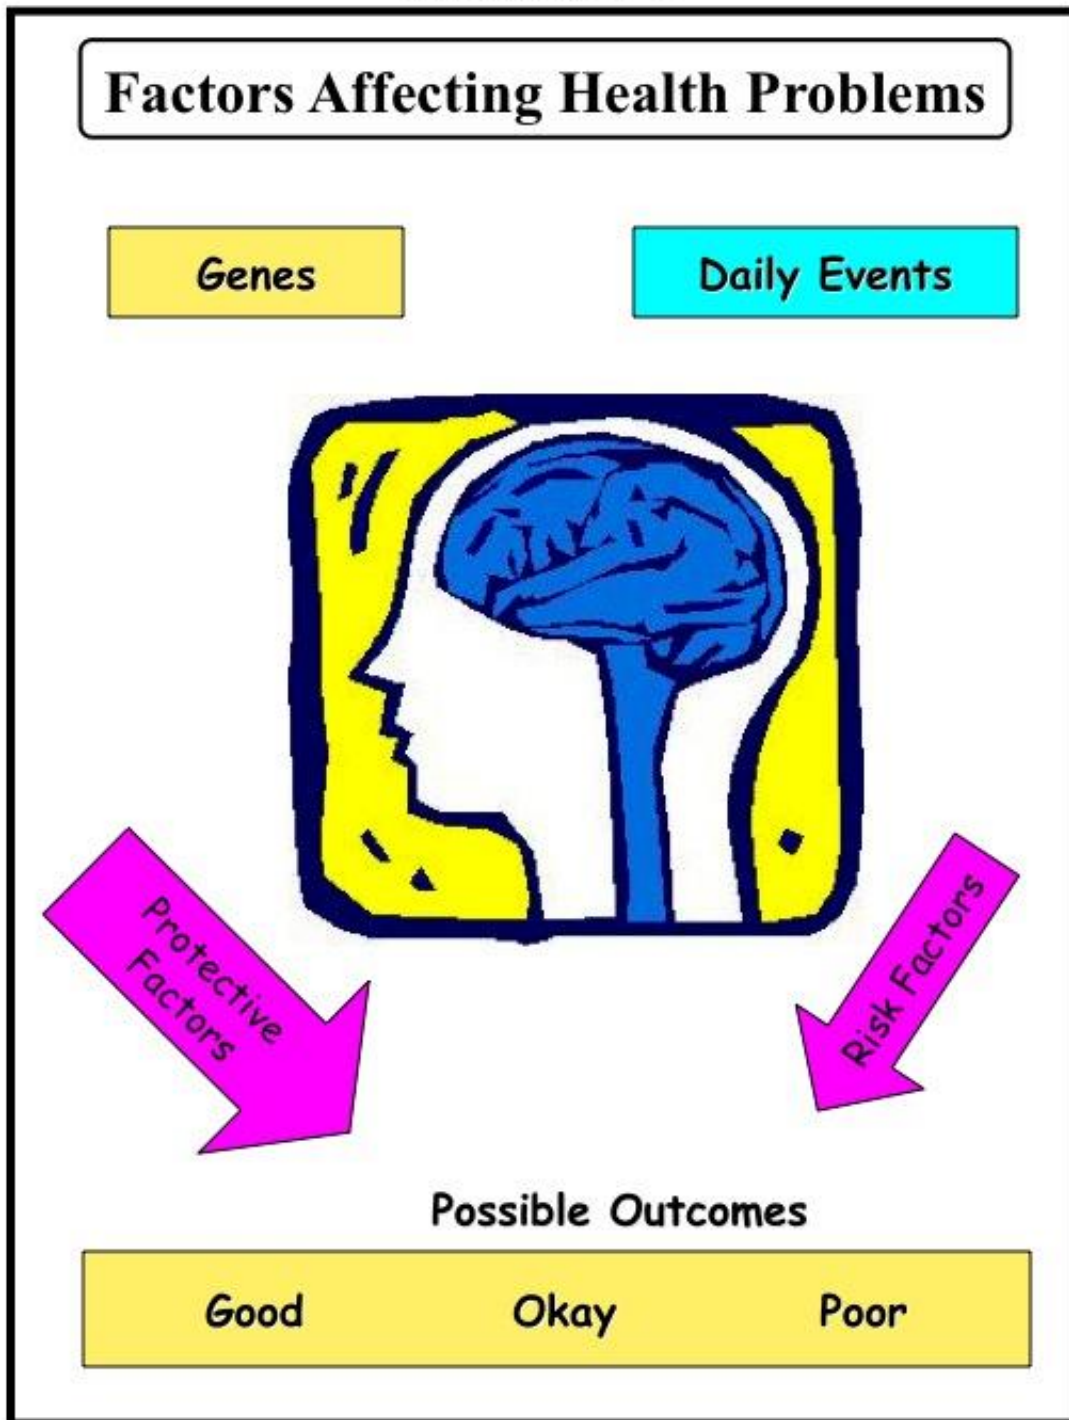 Factors Affecting Health Problems
Genes
Daily Events
Protective
Factors
Risk Factors
Possible Outcomes
Good Okay Poor